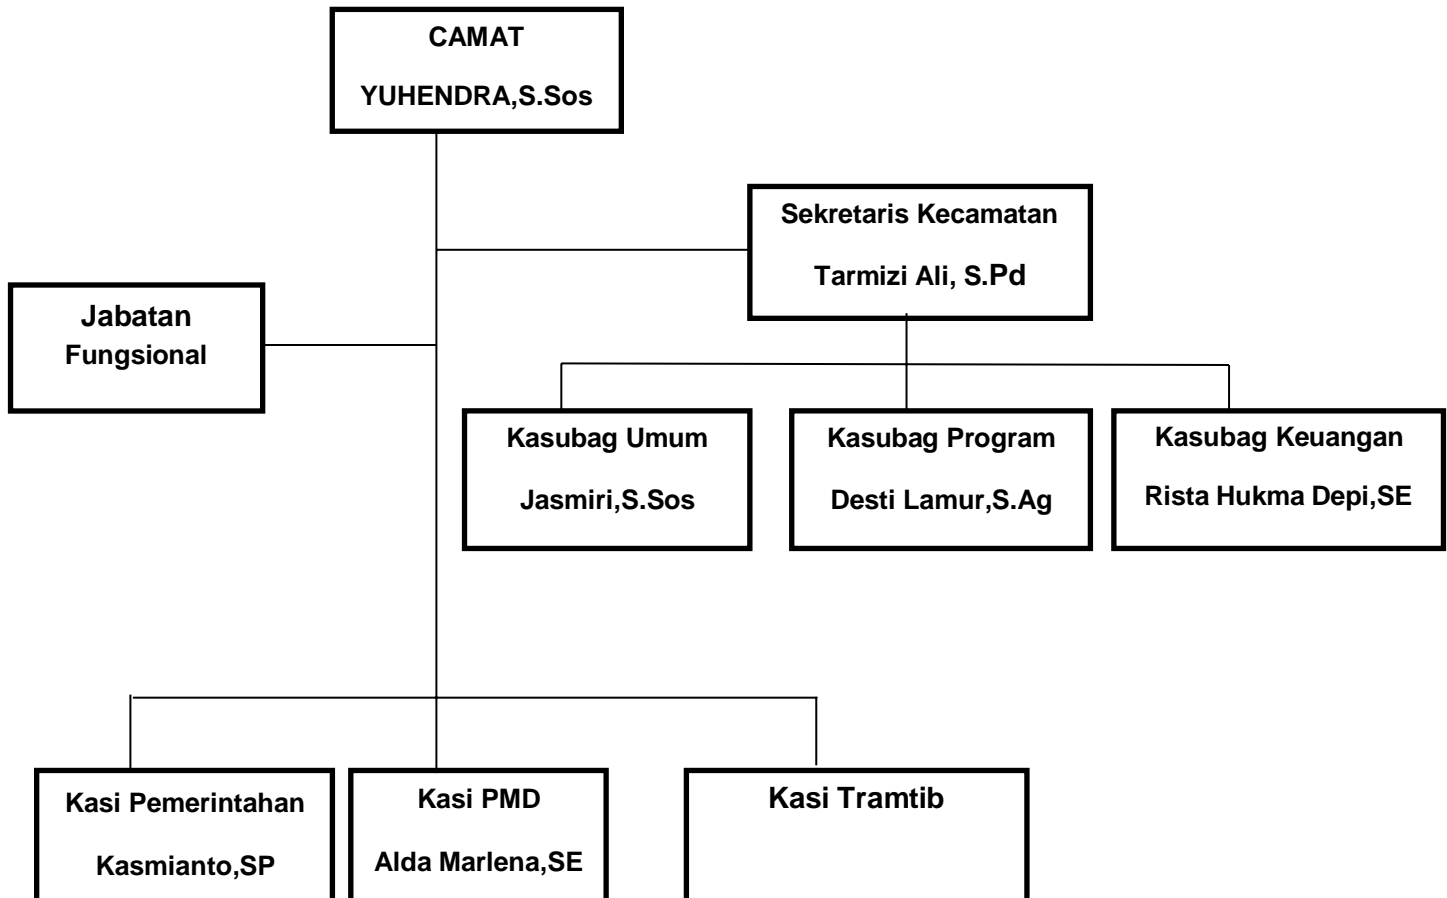 CAMAT
YUHENDRA,S.Sos
Sekretaris Kecamatan
Tarmizi Ali, S.Pd
Jabatan
Fungsional
Kasubag Umum
Jasmiri,S.Sos
Kasubag Program
Desti Lamur,S.Ag
Kasubag Keuangan
Rista Hukma Depi,SE
Kasi Pemerintahan
Kasmianto,SP
Kasi PMD
Alda Marlena,SE
Kasi Tramtib